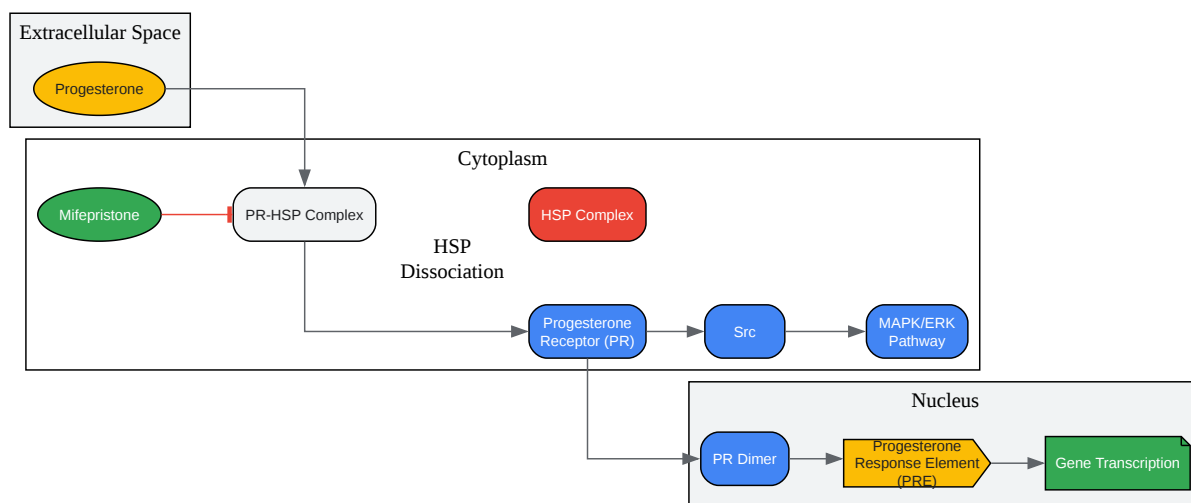 Extracellular Space
Progesterone
Cytoplasm
Mifepristone
PR-HSP Complex
HSP Complex
HSP
Dissociation
Progesterone
Receptor (PR)
Src
MAPK/ERK
Pathway
Nucleus
PR Dimer
Progesterone
Response Element
(PRE)
Gene Transcription